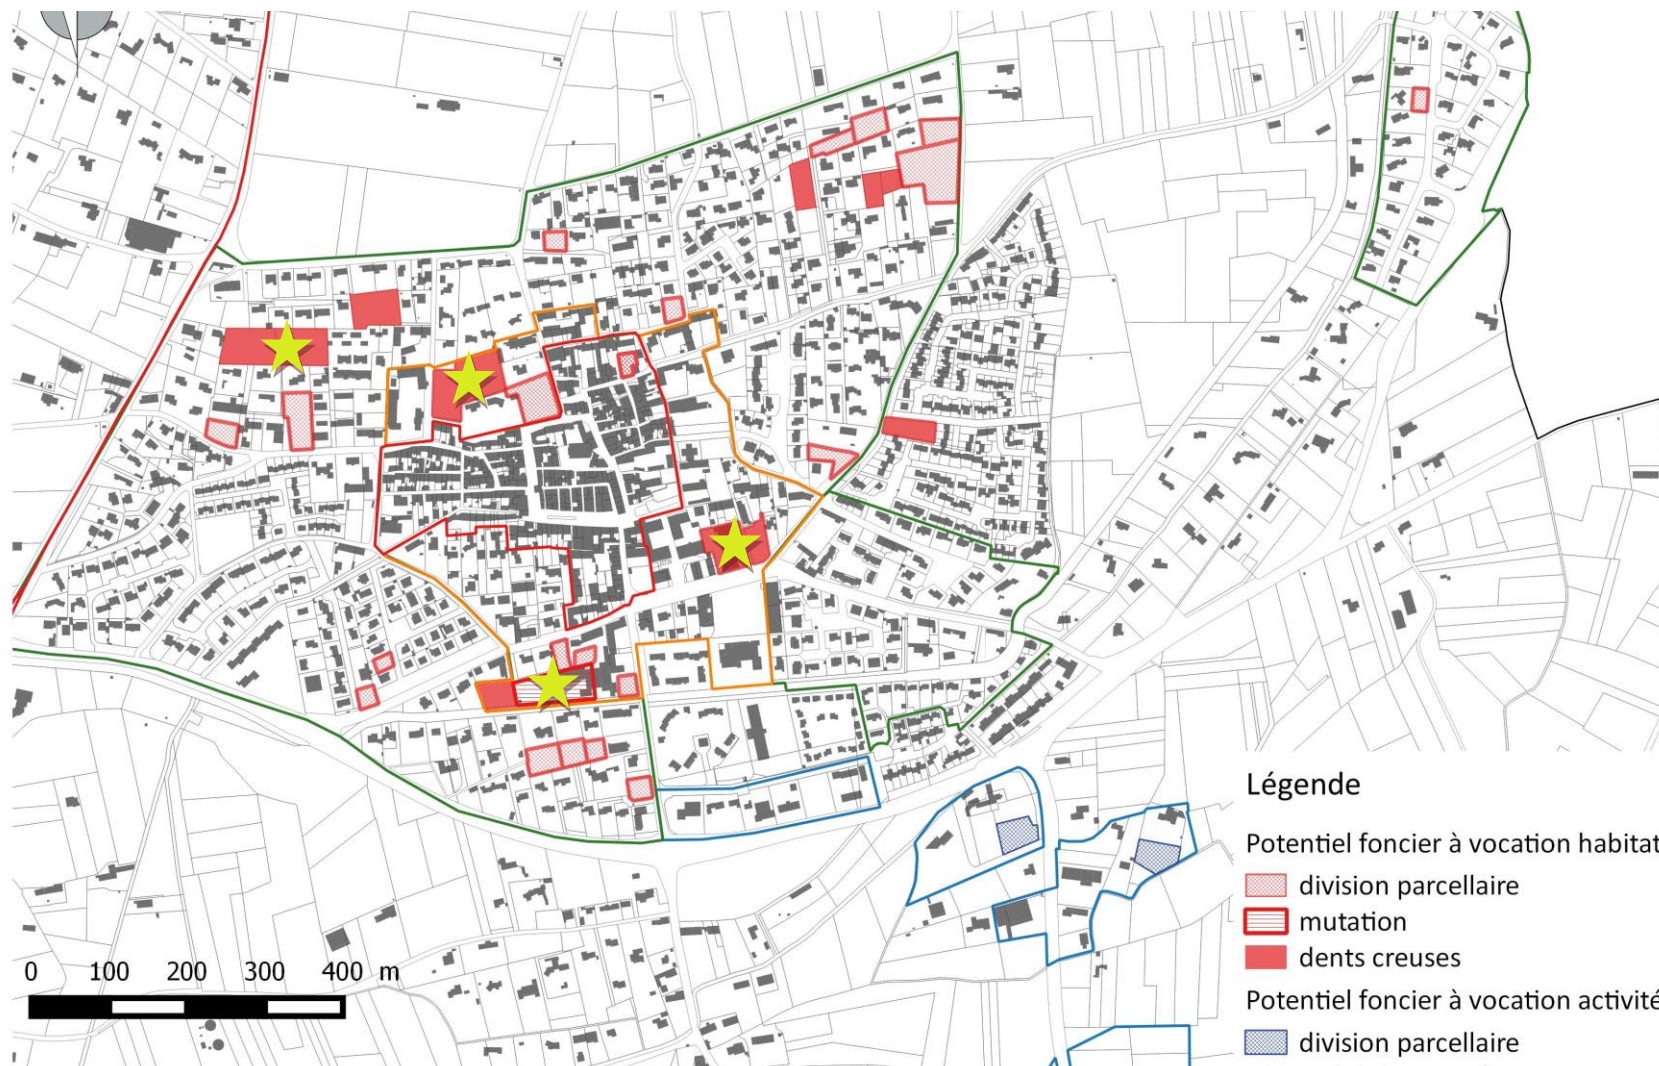 Légende
Potentiel foncier à vocation habitat
division parcellaire
mutation
dents creuses
Potentiel foncier à vocation activité
division parcellaire
0 100 200 300 400 m